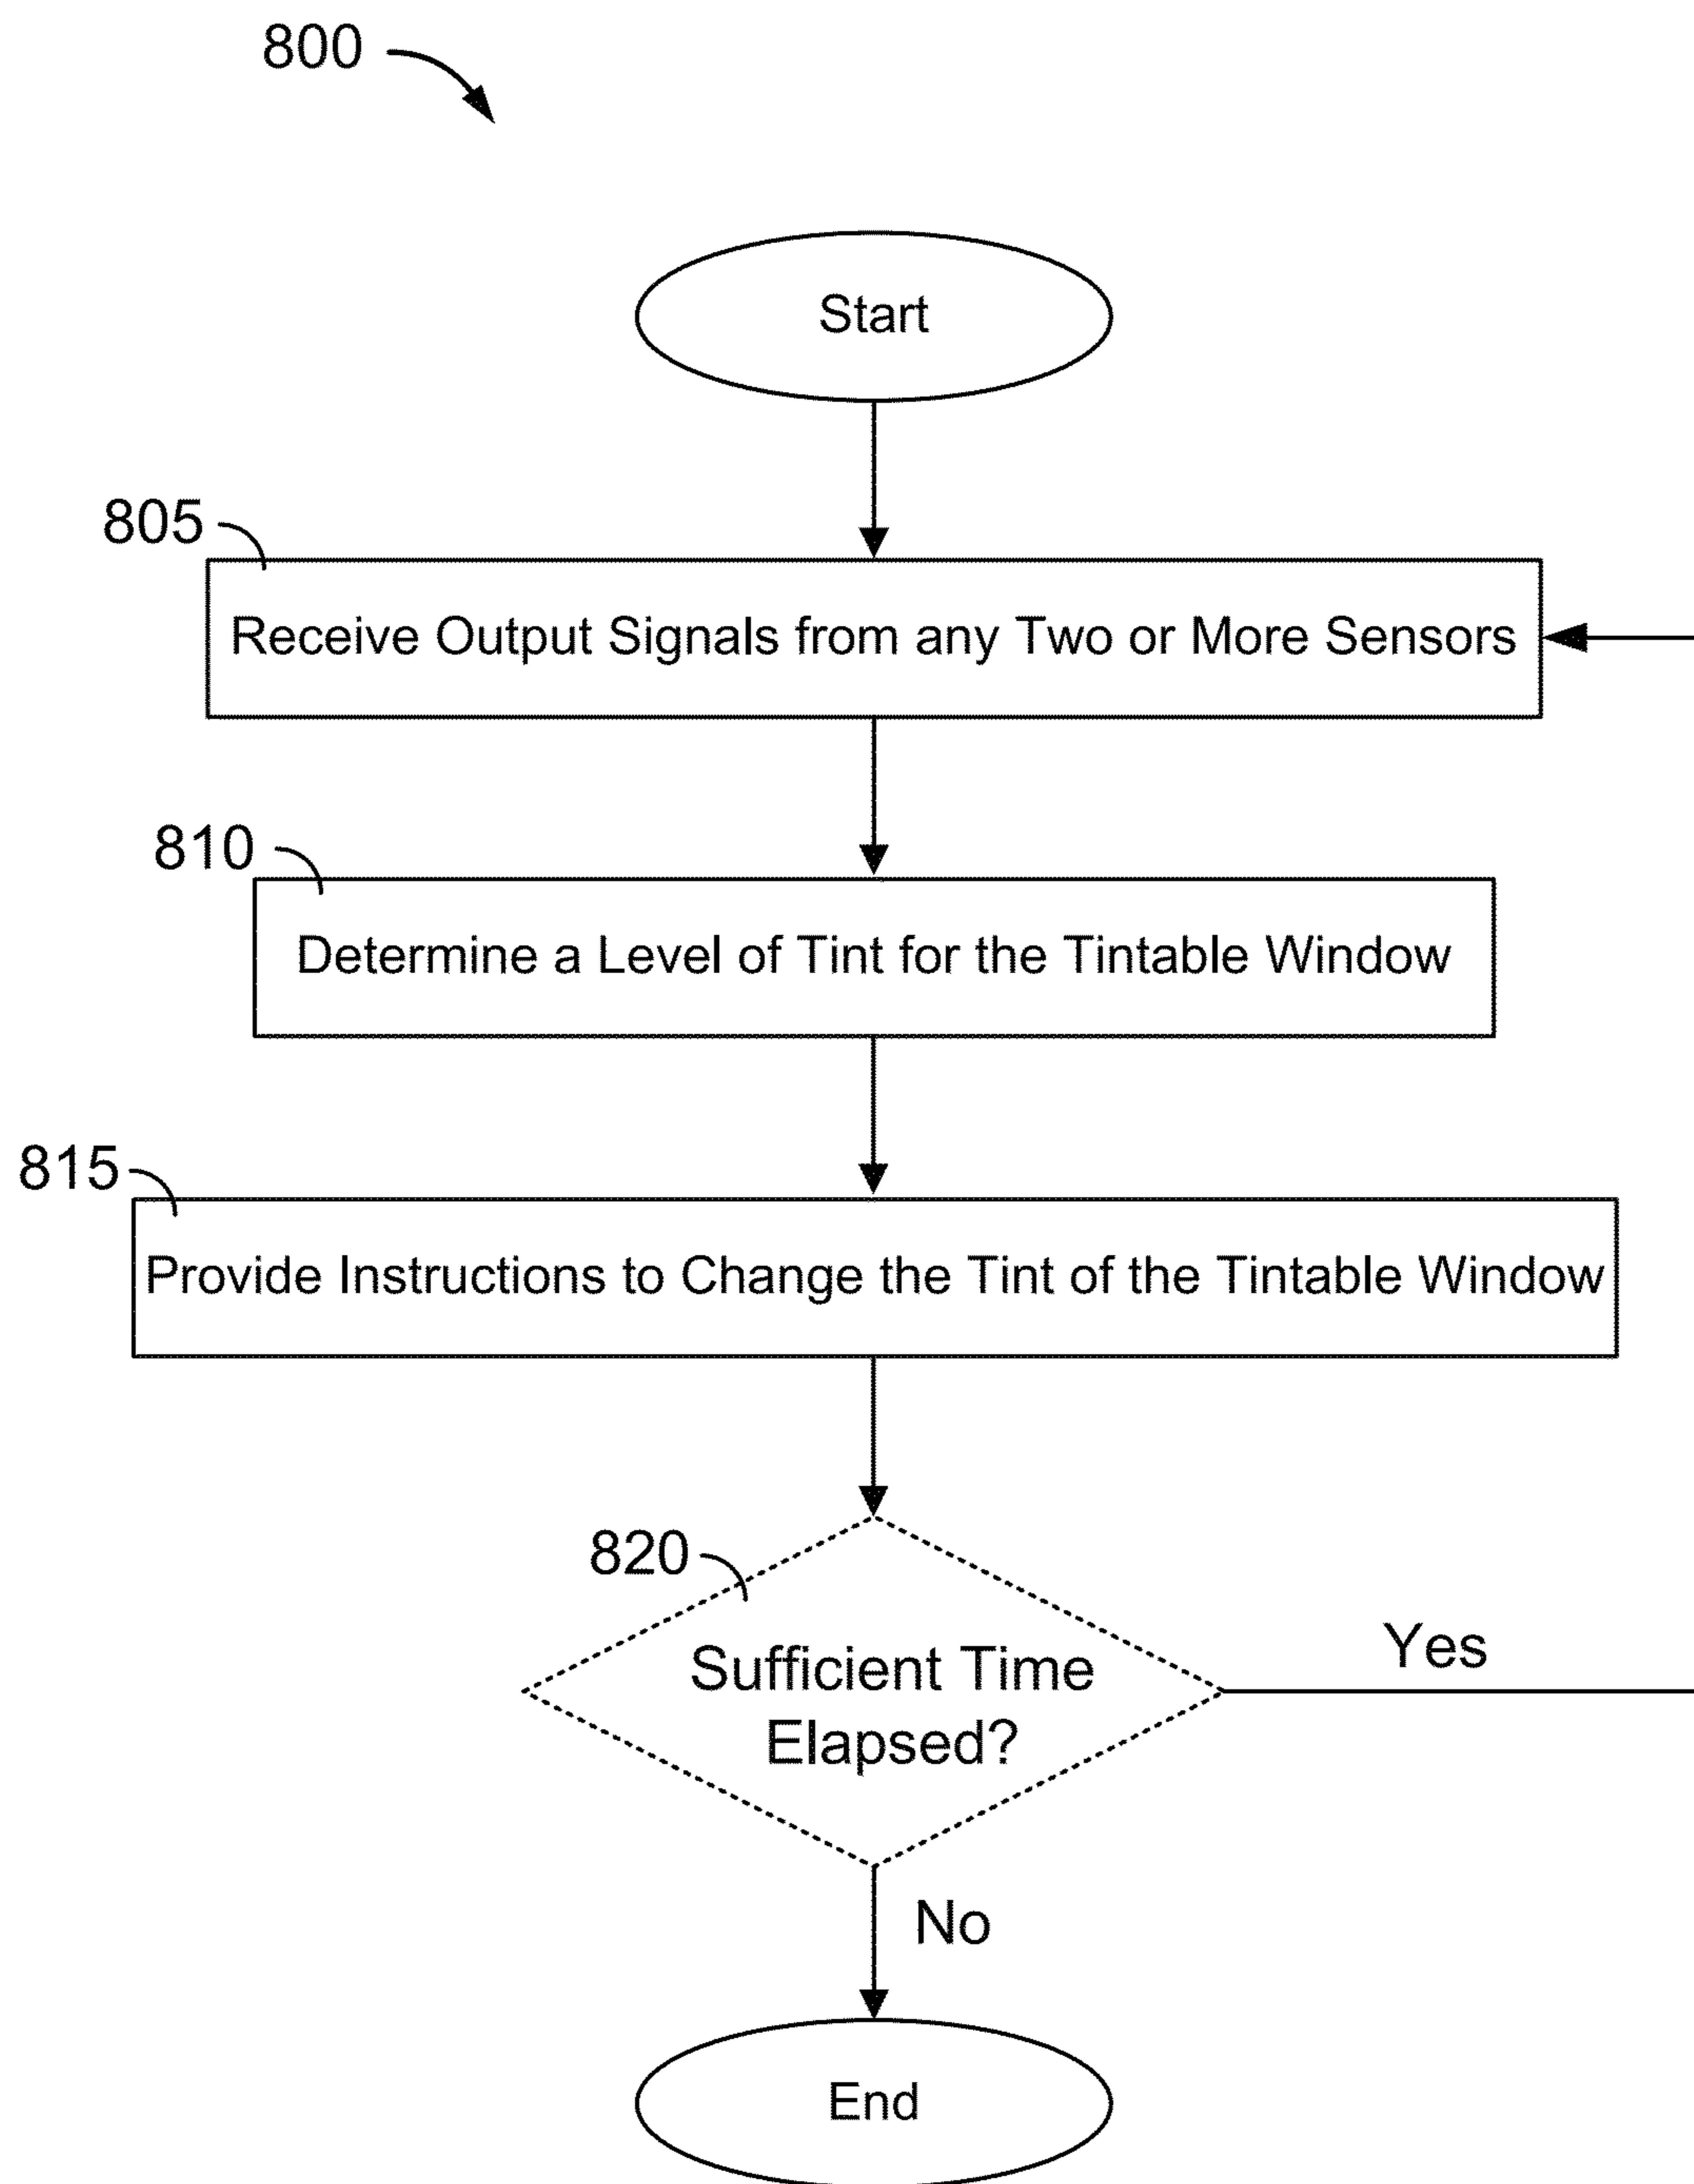 800
Start
805
Receive Output Signals from any Two or More Sensors
810
Determine a Level of Tint for the Tintable Window
815
Provide Instructions to Change the Tint of the Tintable Window
820
Sufficient Time
Elapsed?
Yes
No
End